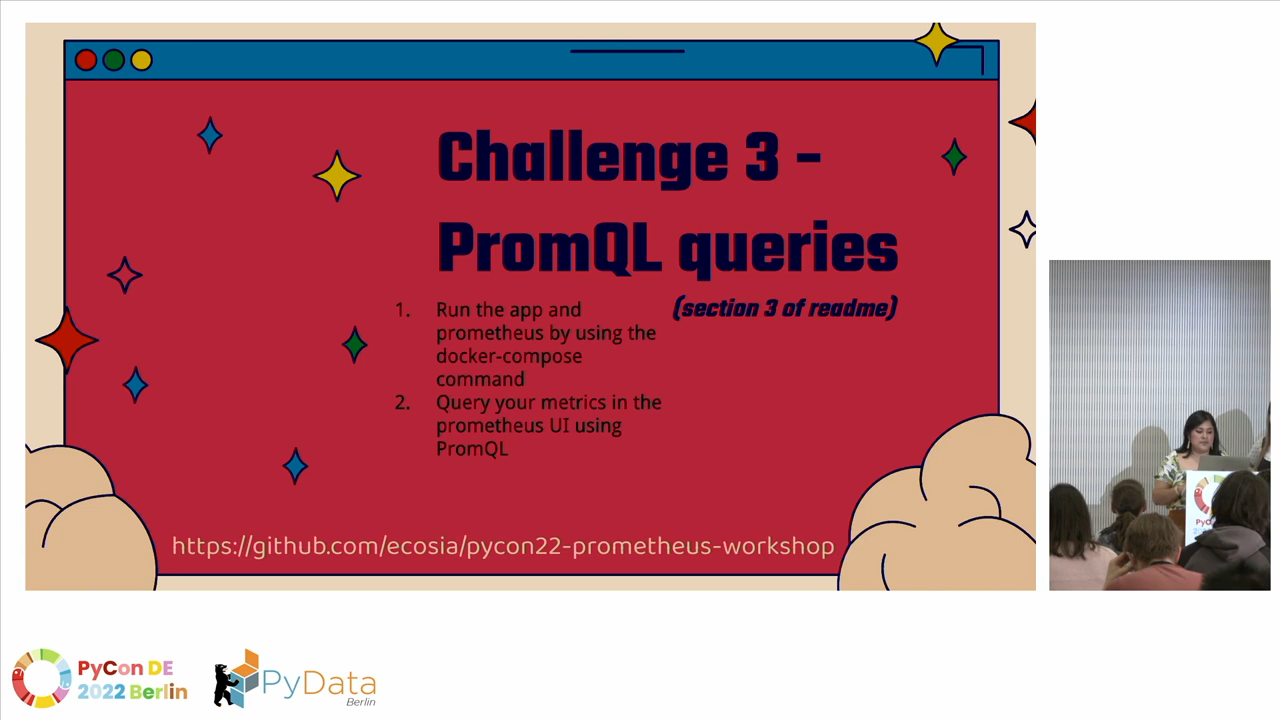 Challenge 3 -
PromQL queries
(section 3 of readme)
1. Run the app and
prometheus by using the
docker-compose
command
2. Query your metrics in the
prometheus UI using
PromQL
https://github.com/ecosia/pycon22-prometheus-workshop
PyCon DE
2022 Berlin
PyData
Berlin